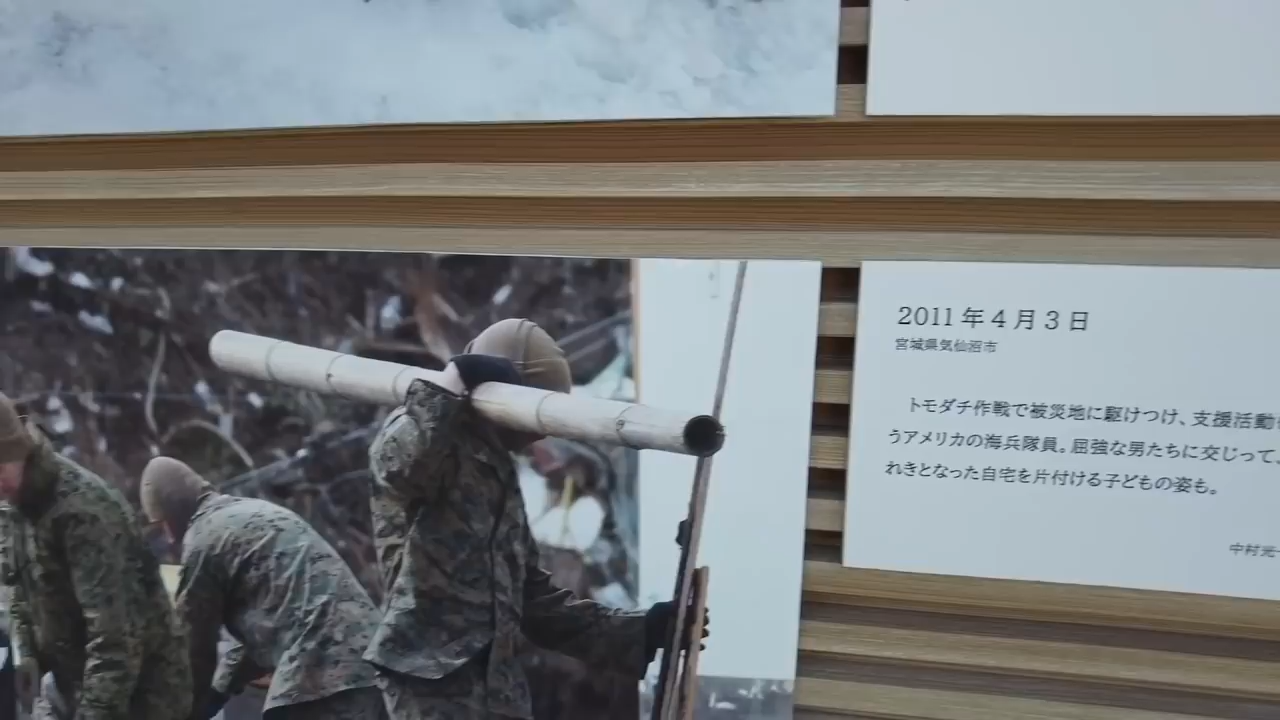 2011年4月3日
宮城県気仙沼市
トモダチ作戦で被災地に駆けつけ、支援活動
うアメリカの海兵隊員。屈強な男たちに交じって、
れきとなった自宅を片付ける子どもの姿も。
中村光